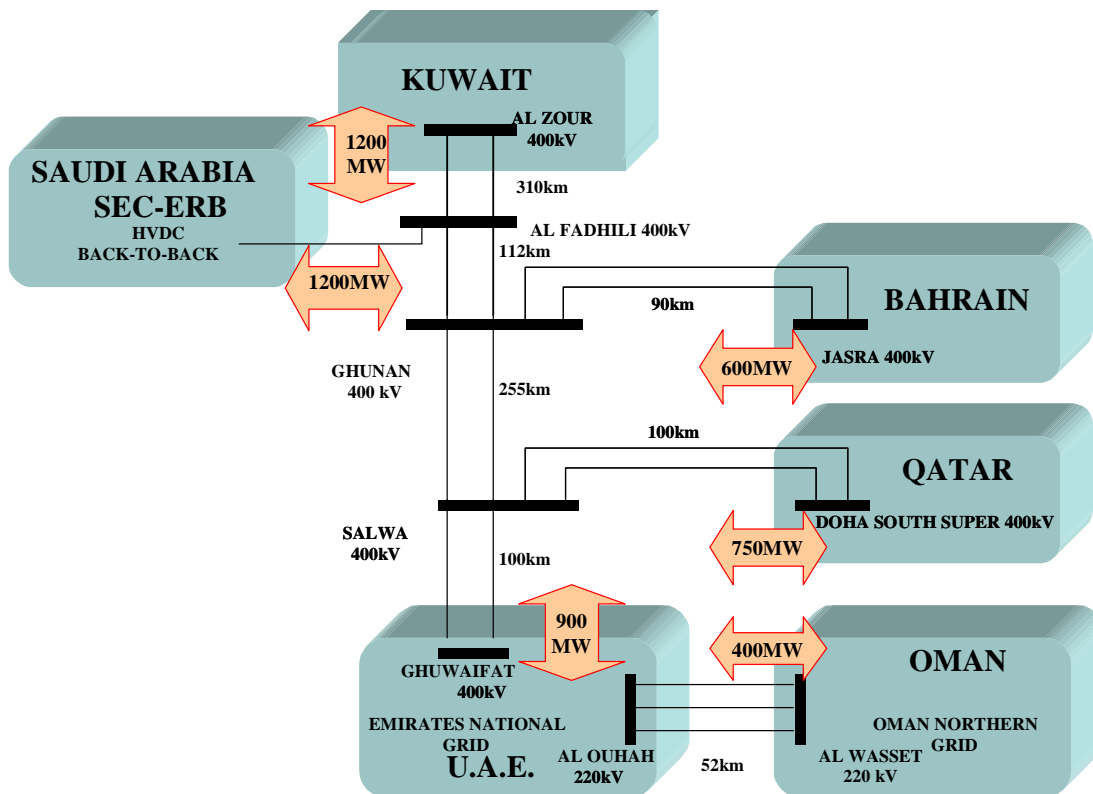 KUWAIT
AL ZOUR
400kV
1200
MW
SAUDI ARABIA
SEC-ERB
HVDC
BACK-TO-BACK
310km
AL FADHILI 400kV
112km
1200MW
BAHRAIN
90km
JASRA 400kV
600MW
GHUNAN
400 kV
255km
100km
QATAR
DOHA SOUTH SUPER 400kV
SALWA
400kV
750MW
100km
900
MW
400MW
OMAN
GHUWAIFAT
400kV
EMIRATES NATIONAL
GRID
U.A.E.
AL OUHAH
220kV
52km
OMAN NORTHERN
GRID
AL WASSET
220 kV